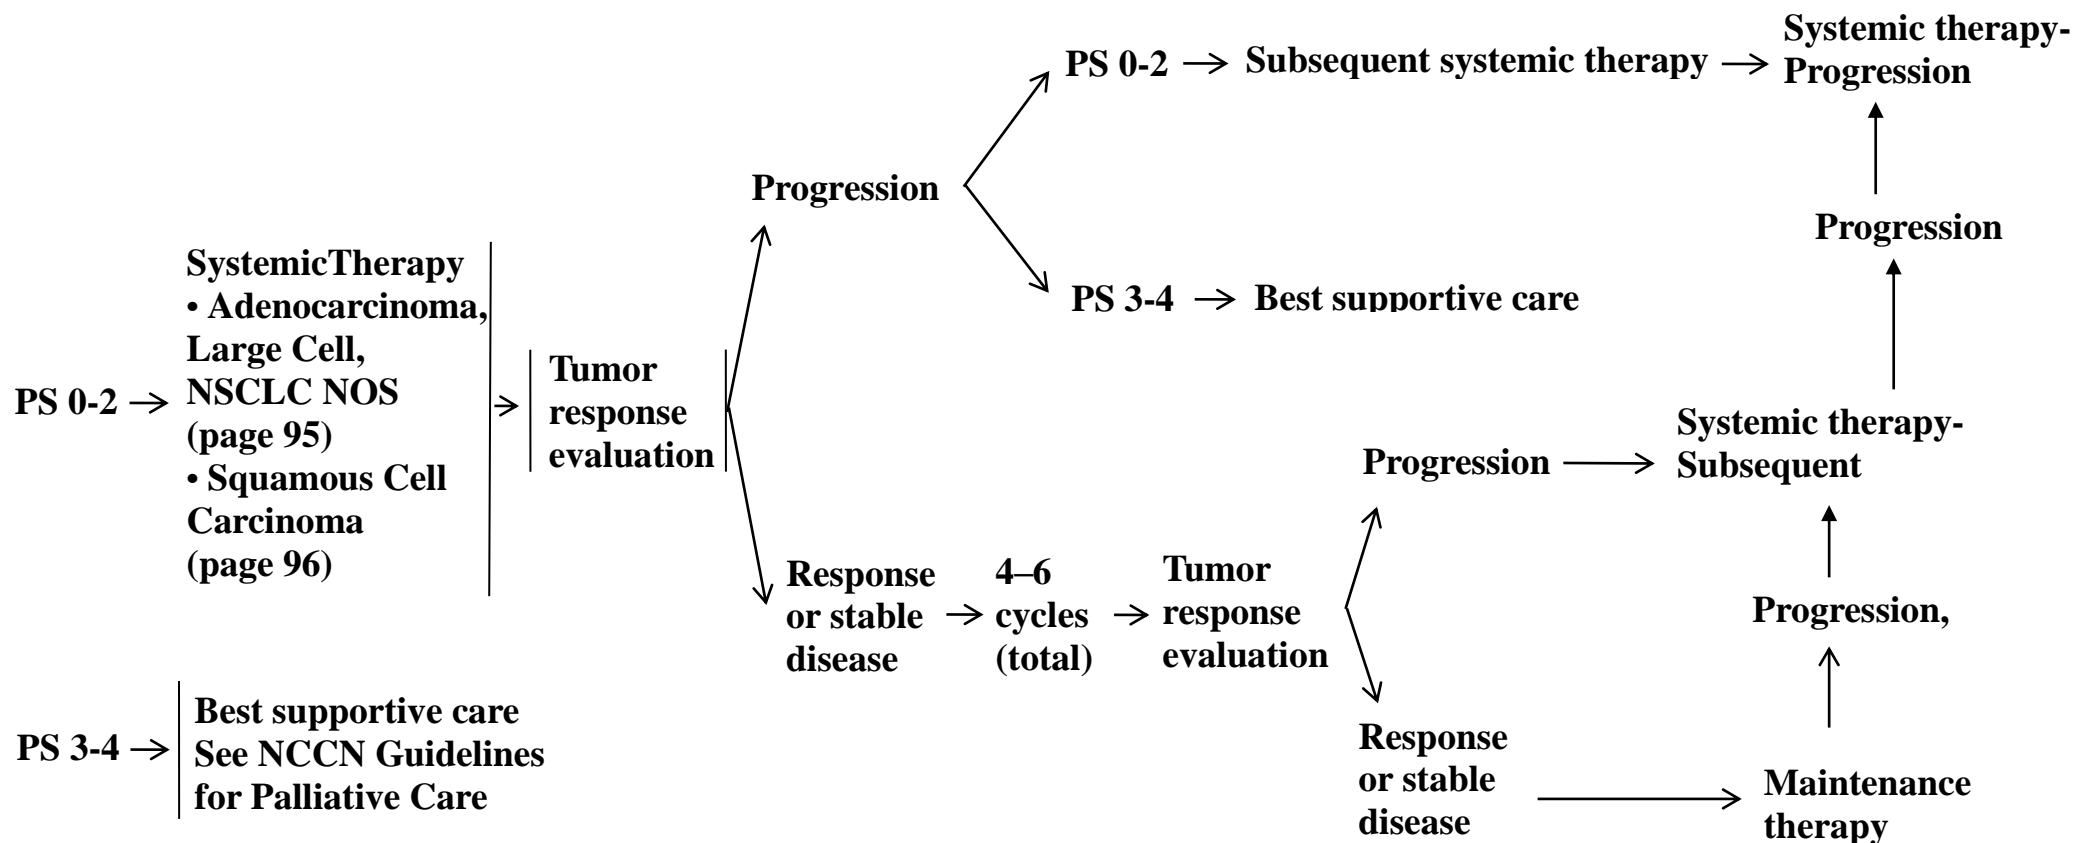 PS 0-2
SystemicTherapy
• Adenocarcinoma,
Large Cell,
NSCLC NOS
(page 95)
• Squamous Cell
Carcinoma
(page 96)
Tumor
response
evaluation
Progression
PS 0-2
Subsequent systemic therapy
Systemic therapy-
Progression
PS 3-4
Best supportive care
Response
or stable
disease
4–6
cycles
(total)
Tumor
response
evaluation
Progression
Systemic therapy-
Subsequent
Progression
Response
or stable
disease
Maintenance
therapy
Progression,
PS 3-4
Best supportive care
See NCCN Guidelines
for Palliative Care